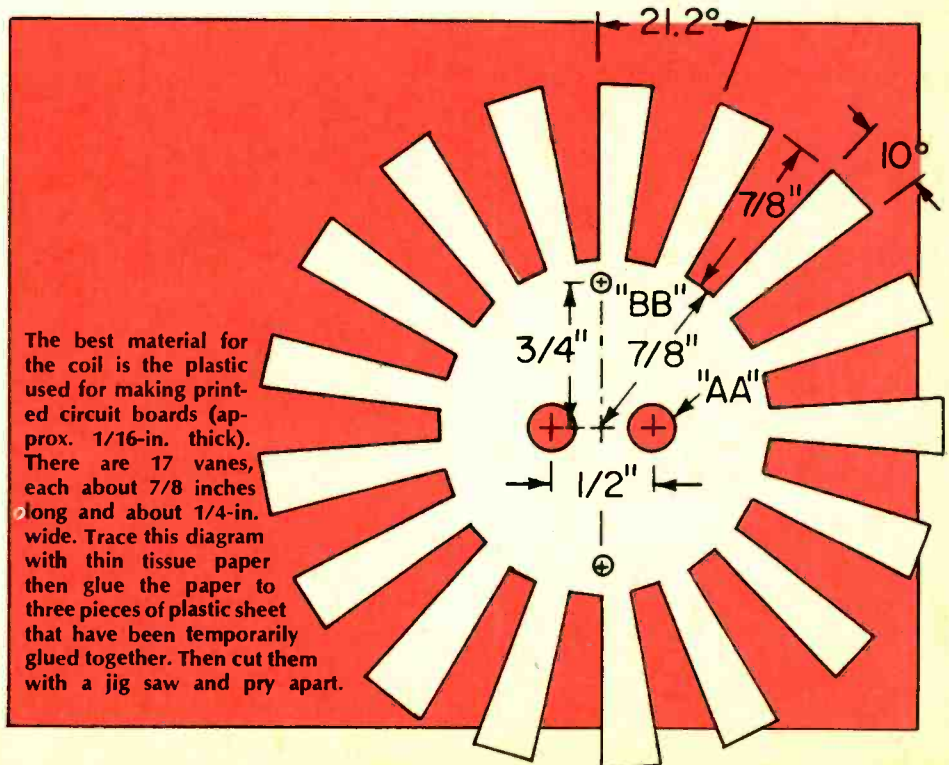 21.2°
10°
7/8"
"BB"
3/4"
7/8"
"AA"
1/2"
The best material for
the coil is the plastic
used for making print-
ed circuit boards (ap-
prox. 1/16-in. thick).
There are 17 vanes,
each about 7/8 inches
long and about 1/4-in.
wide. Trace this diagram
with thin tissue paper
then glue the paper to
three pieces of plastic sheet
that have been temporarily
glued together. Then cut them
with a jig saw and pry apart.